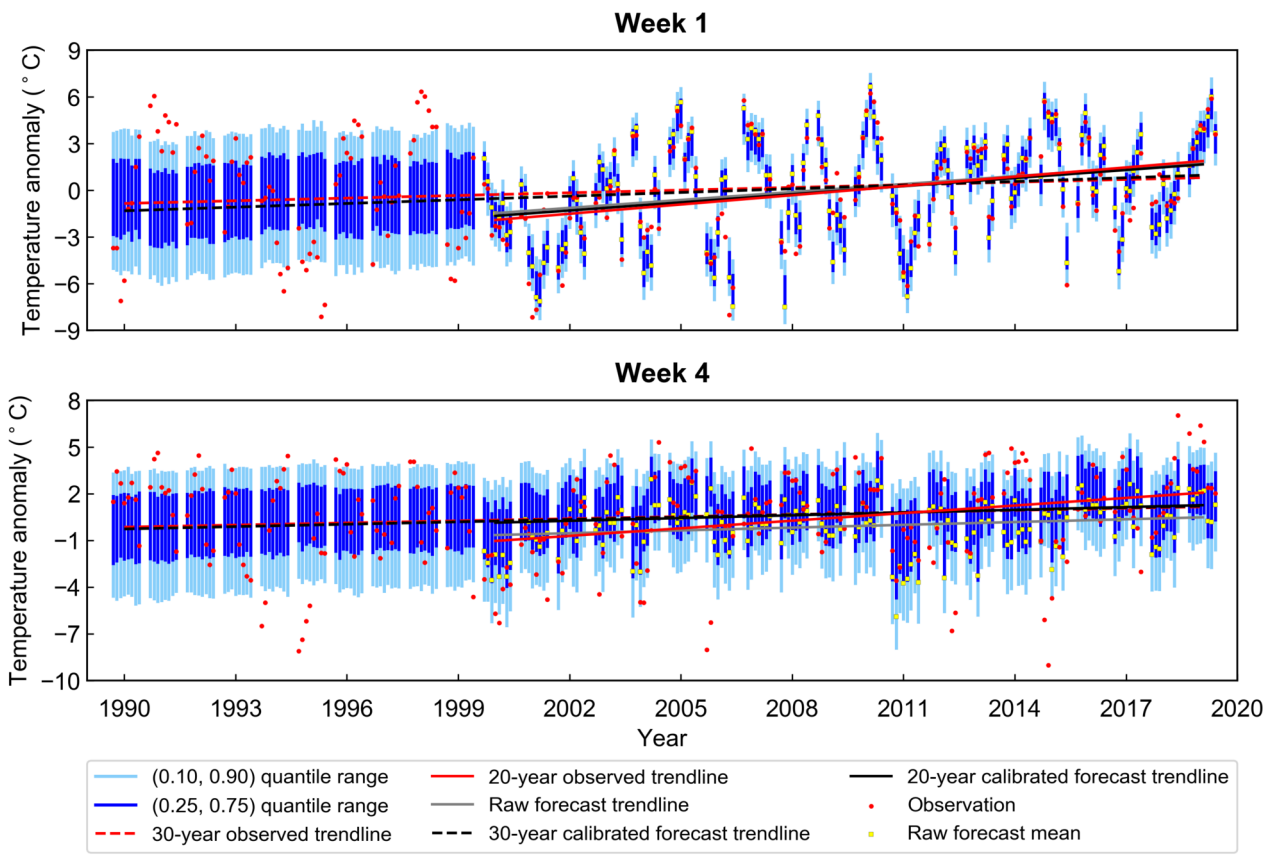 Week 1
Temperature anomaly (°C)
9
6
3
0
−3
−6
−9
Week 4
Temperature anomaly (°C)
8
5
2
−1
−4
−7
−10
1990 1993 1996 1999 2002 2005 2008 2011 2014 2017 2020
Year
(0.10, 0.90) quantile range
(0.25, 0.75) quantile range
30-year observed trendline
20-year observed trendline
Raw forecast trendline
30-year calibrated forecast trendline
20-year calibrated forecast trendline
Observation
Raw forecast mean